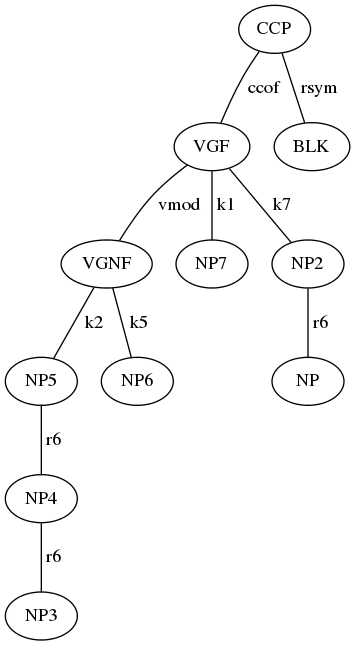 CCP
ccof rsym
VGF BLK
vmod k1 k7
VGNF NP7 NP2
k2 k5 r6
NP5 NP6 NP
r6
NP4
r6
NP3